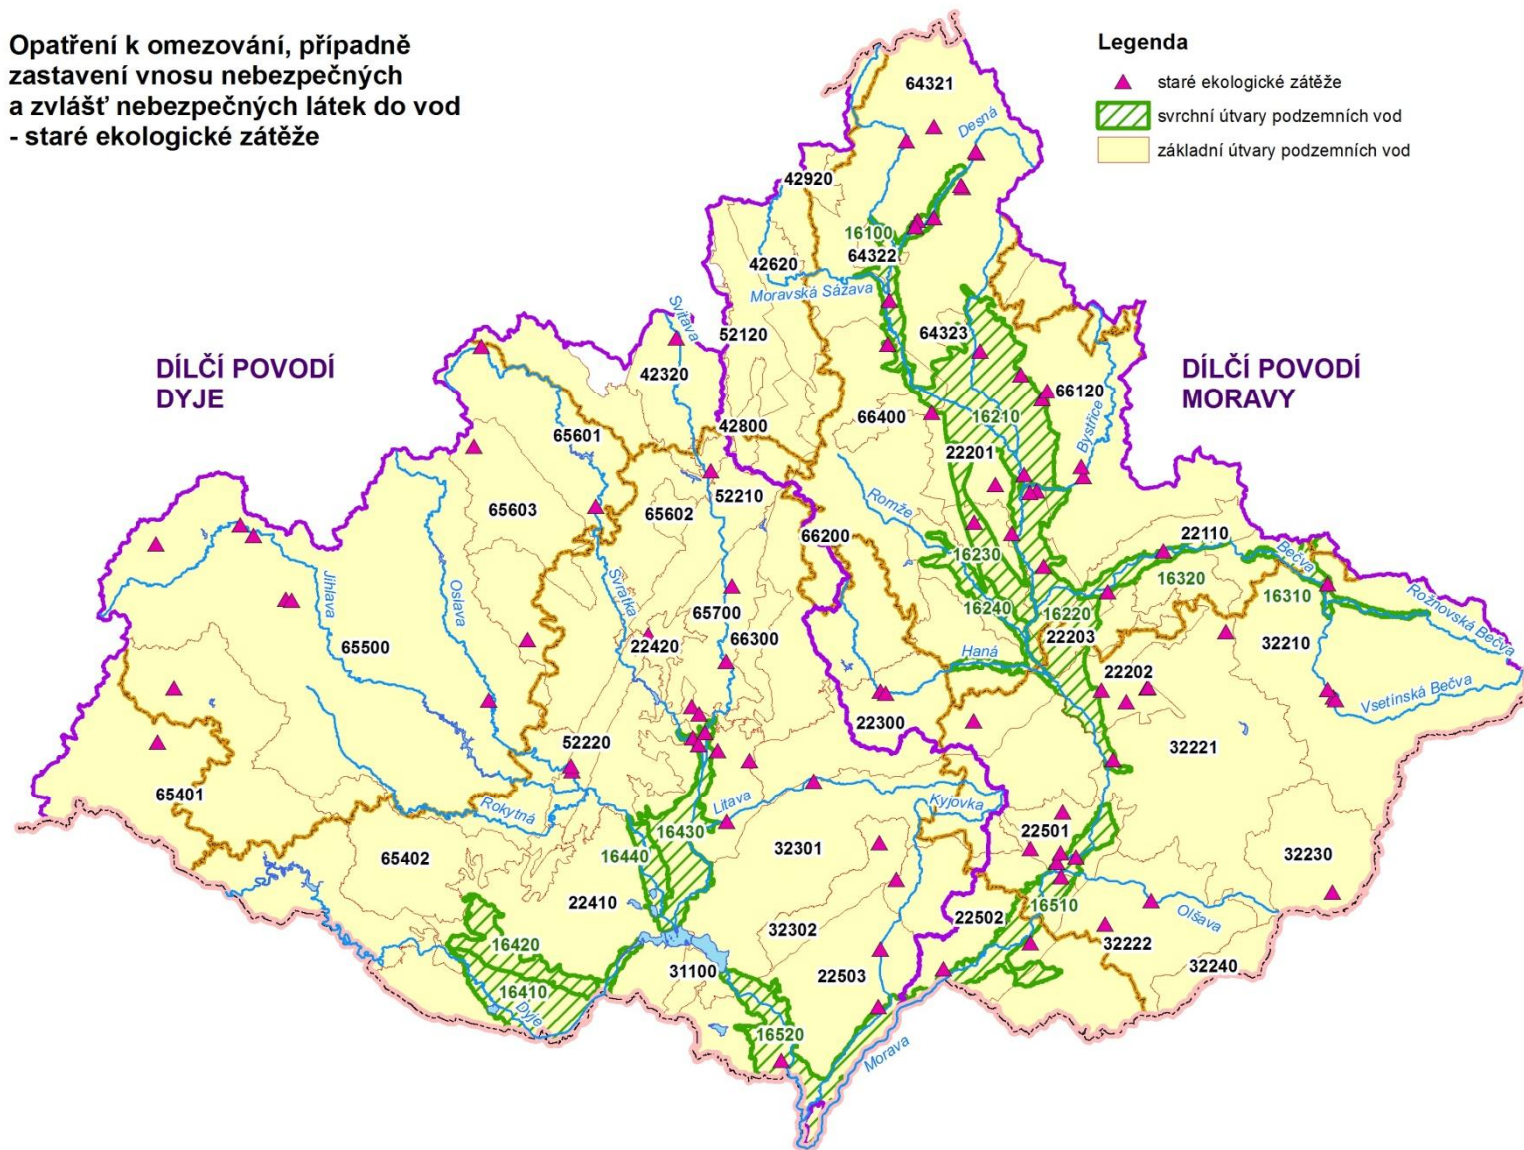 Opatření k omezování, případně
zastavení vnosu nebezpečných
a zvlášť nebezpečných látek do vod
- staré ekologické zátěže
Legenda
staré ekologické zátěže
svrchní útvary podzemních vod
základní útvary podzemních vod
DÍLČÍ POVODÍ
DYJE
DÍLČÍ POVODÍ
MORAVY
64321
Desná
42920
16100
64322
42620
Moravská Sázava
Svitava
52120
64323
42320
66120
66400
16210
42800
65601
Bystřice
22201
52210
Romže
65603
65602
66200
22110
16230
Bečva
16320
Jihlava
Oslava
Svratka
65700
16240
16220
16310
Rožnovská Bečva
65500
22420
66300
Haná
22203
32210
22202
Vsetínská Bečva
22300
32221
52220
65401
Rokytná
Litava
Kyjovka
16430
22501
32301
16440
65402
32230
22410
16510
22502
Olšava
32302
16420
32222
31100
22503
32240
16410
Dyje
16520
Morava